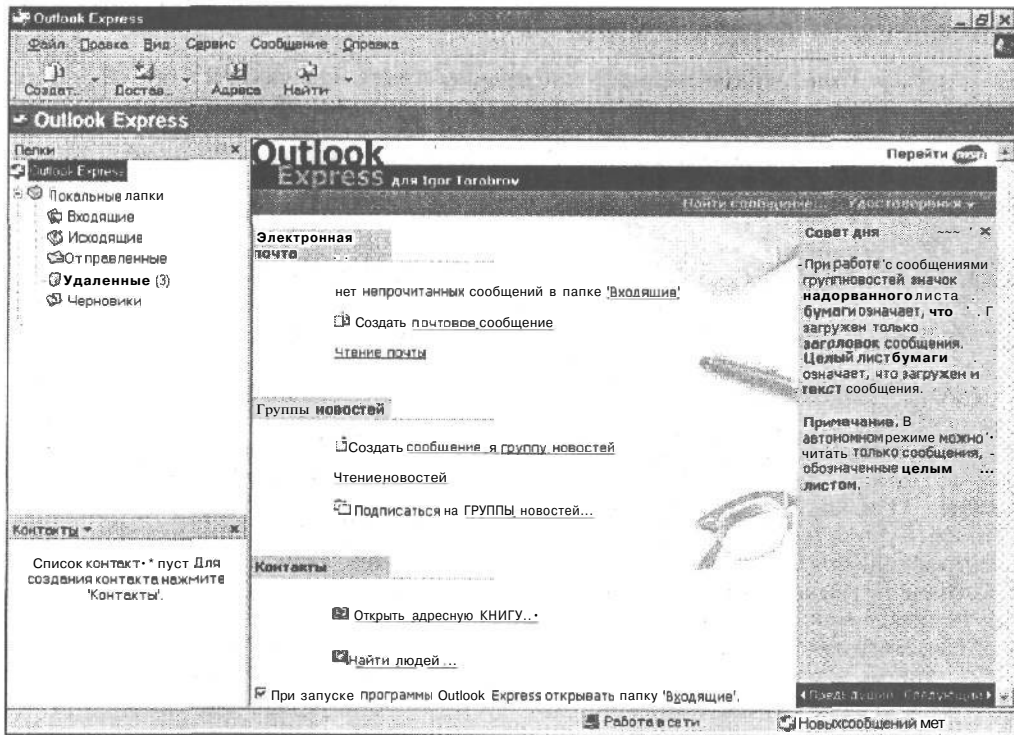 Outlook Express
Файл Правка Вид Сервис Сообщение Справка
Создат... Достав... Адреса Найти
Outlook Express
Папки
Outlook Express
Локальные лапки
Входящие
Исходящие
Отправленные
Удаленные (3)
Черновики
Контакты
Список контакт·* пуст Для
создания контакта нажмите
'Контакты'.
Outlook
Express для Igor Tarabrov
Перейти msn
Найти сообщение... Удостоверения
Электронная
почта
нет непрочитанных сообщений в папке 'Входящие'
Создать почтовое сообщение
Чтение почты
Группы новостей
Создать сообщение я группу новостей
Чтение новостей
Подписаться на ГРУППЫ новостей...
Контакты
Открыть адресную КНИГУ..·
Найти людей ...
При запуске программы Outlook Express открывать папку 'Входящие'.
Совет дня
При работе с сообщениями
групп новостей значок
надорванного листа
бумаги означает, что
загружен только
заголовок сообщения.
Целый лист бумаги
означает, что загружен и
текст сообщения.
Примечание. В
автономном режиме можно
читать только сообщения,
обозначенные целым
листом.
Предыдущий Следующий
Работа в сети
Новых сообщений мет